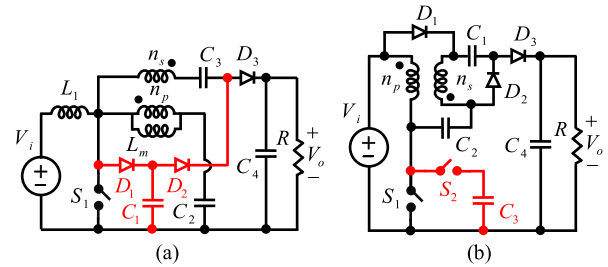 n_s C_3 D_3
L_1 n_p
L_m
V_i D_1 D_2 R + V_o −
S_1 C_1 C_2 C_4
(a)
D_1
C_1 D_3
n_p n_s
D_2
V_i C_2 R + V_o −
S_1 S_2 C_3 C_4
(b)